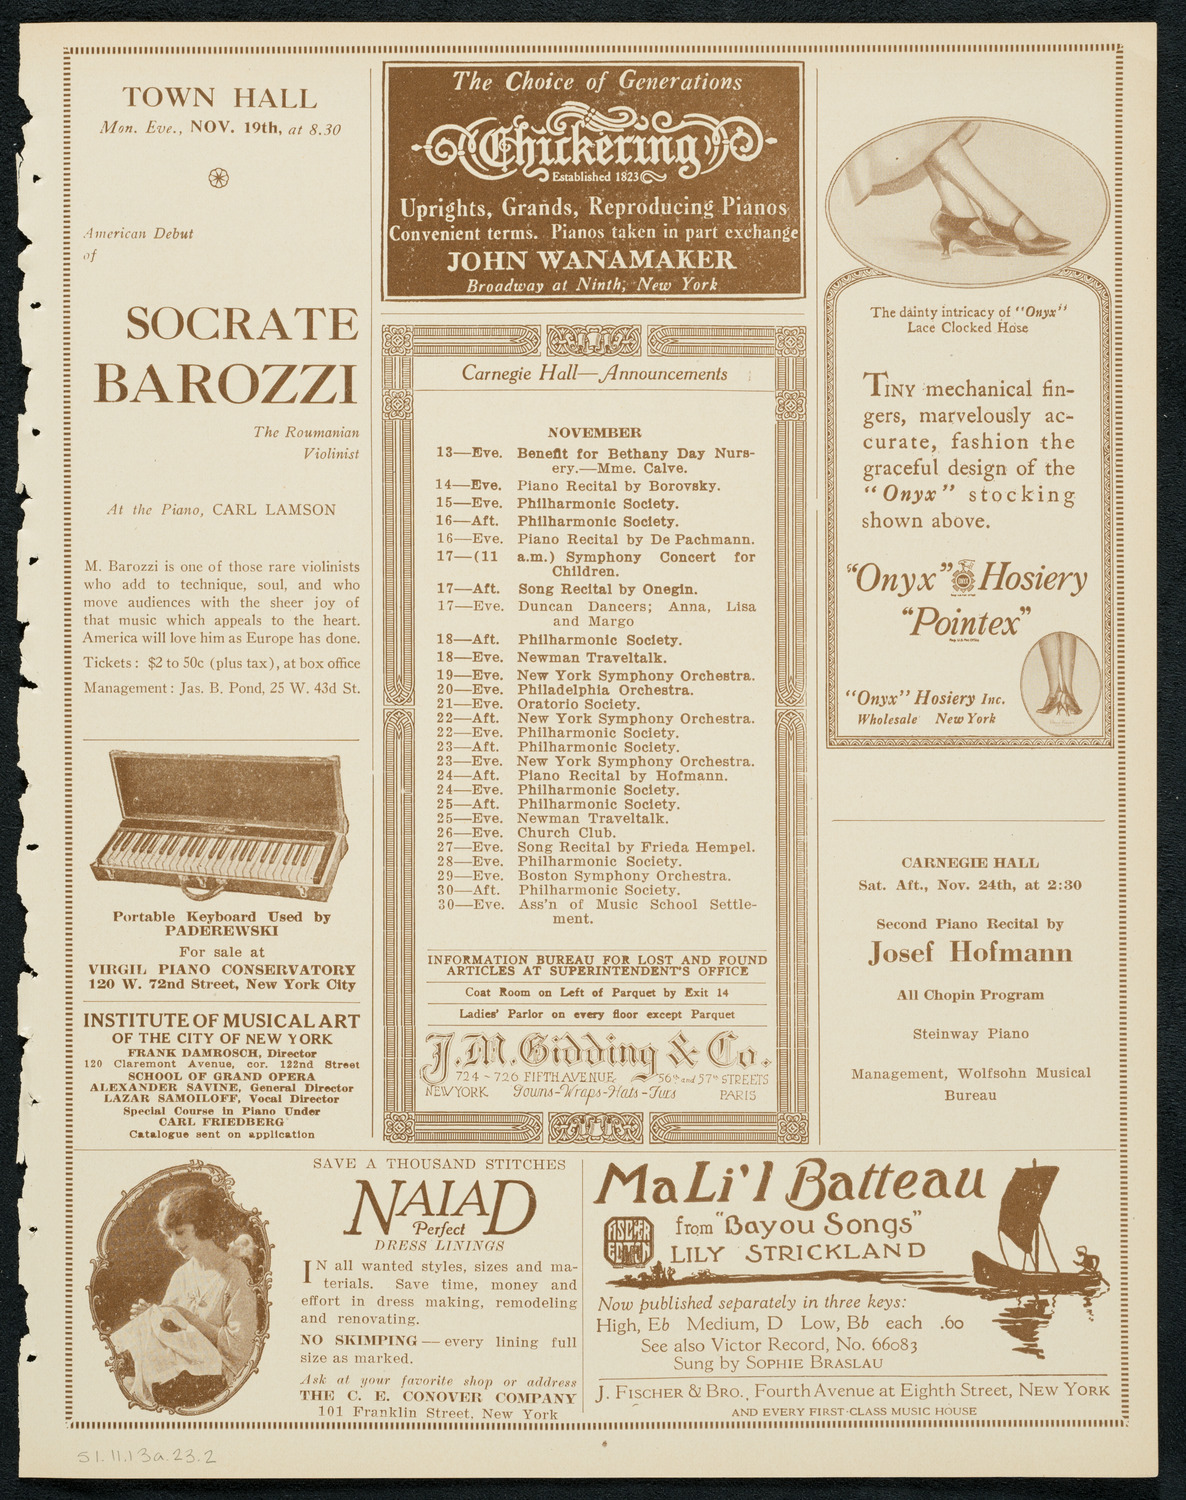 TOWN HALL
Mon. Eve., NOV. 19th, at 8.30
American Debut
of
SOCRATE
BAROZZI
The Roumanian
Violinist
At the Piano, CARL LAMSON
M. Barozzi is one of those rare violinists
who add to technique, soul, and who
move audiences with the sheer joy of
that music which appeals to the heart.
America will love him as Europe has done.
Tickets: $2 to 50c (plus tax), at box office
Management: Jas. B. Pond, 25 W. 43d St.
Portable Keyboard Used by
PADEREWSKI
For sale at
VIRGIL PIANO CONSERVATORY
120 W. 72nd Street, New York City
INSTITUTE OF MUSICAL ART
OF THE CITY OF NEW YORK
FRANK DAMROSCH, Director
120 Claremont Avenue, cor. 122nd Street
SCHOOL OF GRAND OPERA
ALEXANDER SAVINE, General Director
LAZAR SAMOILOFF, Vocal Director
Special Course in Piano Under
CARL FRIEDBERG
Catalogue sent on application
The Choice of Generations
Chickering
Established 1823
Uprights, Grands, Reproducing Pianos
Convenient terms. Pianos taken in part exchange
JOHN WANAMAKER
Broadway at Ninth, New York
Carnegie Hall—Announcements
NOVEMBER
13—Eve. Benefit for Bethany Day Nurs-
ery.—Mme. Calve.
14—Eve. Piano Recital by Borovsky.
15—Eve. Philharmonic Society.
16—Aft. Philharmonic Society.
16—Eve. Piano Recital by De Pachmann.
17—(11 a.m.) Symphony Concert for
Children.
17—Aft. Song Recital by Onegin.
17—Eve. Duncan Dancers; Anna, Lisa
and Margo
18—Aft. Philharmonic Society.
18—Eve. Newman Traveltalk.
19—Eve. New York Symphony Orchestra.
20—Eve. Philadelphia Orchestra.
21—Eve. Oratorio Society.
22—Aft. New York Symphony Orchestra.
22—Eve. Philharmonic Society.
23—Aft. Philharmonic Society.
23—Eve. New York Symphony Orchestra.
24—Aft. Piano Recital by Hofmann.
24—Eve. Philharmonic Society.
25—Aft. Philharmonic Society.
25—Eve. Newman Traveltalk.
26—Eve. Church Club.
27—Eve. Song Recital by Frieda Hempel.
28—Eve. Philharmonic Society.
29—Eve. Boston Symphony Orchestra.
30—Aft. Philharmonic Society.
30—Eve. Ass'n of Music School Settle-
ment.
INFORMATION BUREAU FOR LOST AND FOUND
ARTICLES AT SUPERINTENDENT'S OFFICE
Coat Room on Left of Parquet by Exit 14
Ladies' Parlor on every floor except Parquet
J.M. Gidding & Co.
724-726 FIFTH AVENUE 56th and 57th STREETS
NEW YORK Gowns-Wraps-Hats-Furs PARIS
The dainty intricacy of "Onyx"
Lace Clocked Hose
TINY mechanical fin-
gers, marvelously ac-
curate, fashion the
graceful design of the
"Onyx" stocking
shown above.
"Onyx" Hosiery
"Pointex"
"Onyx" Hosiery Inc.
Wholesale New York
CARNEGIE HALL
Sat. Aft., Nov. 24th, at 2:30
Second Piano Recital by
Josef Hofmann
All Chopin Program
Steinway Piano
Management, Wolfsohn Musical
Bureau
SAVE A THOUSAND STITCHES
NAIAD
Perfect
DRESS LININGS
IN all wanted styles, sizes and ma-
terials. Save time, money and
effort in dress making, remodeling
and renovating.
NO SKIMPING—every lining full
size as marked.
Ask at your favorite shop or address
THE C. E. CONOVER COMPANY
101 Franklin Street, New York
Ma Li'l Batteau
from "Bayou Songs"
FISCHER
EDITION
LILY STRICKLAND
Now published separately in three keys:
High, Eb Medium, D Low, Bb each .60
See also Victor Record, No. 66083
Sung by SOPHIE BRASLAU
J. FISCHER & BRO., Fourth Avenue at Eighth Street, NEW YORK
AND EVERY FIRST-CLASS MUSIC HOUSE
51.11.13a.23.2